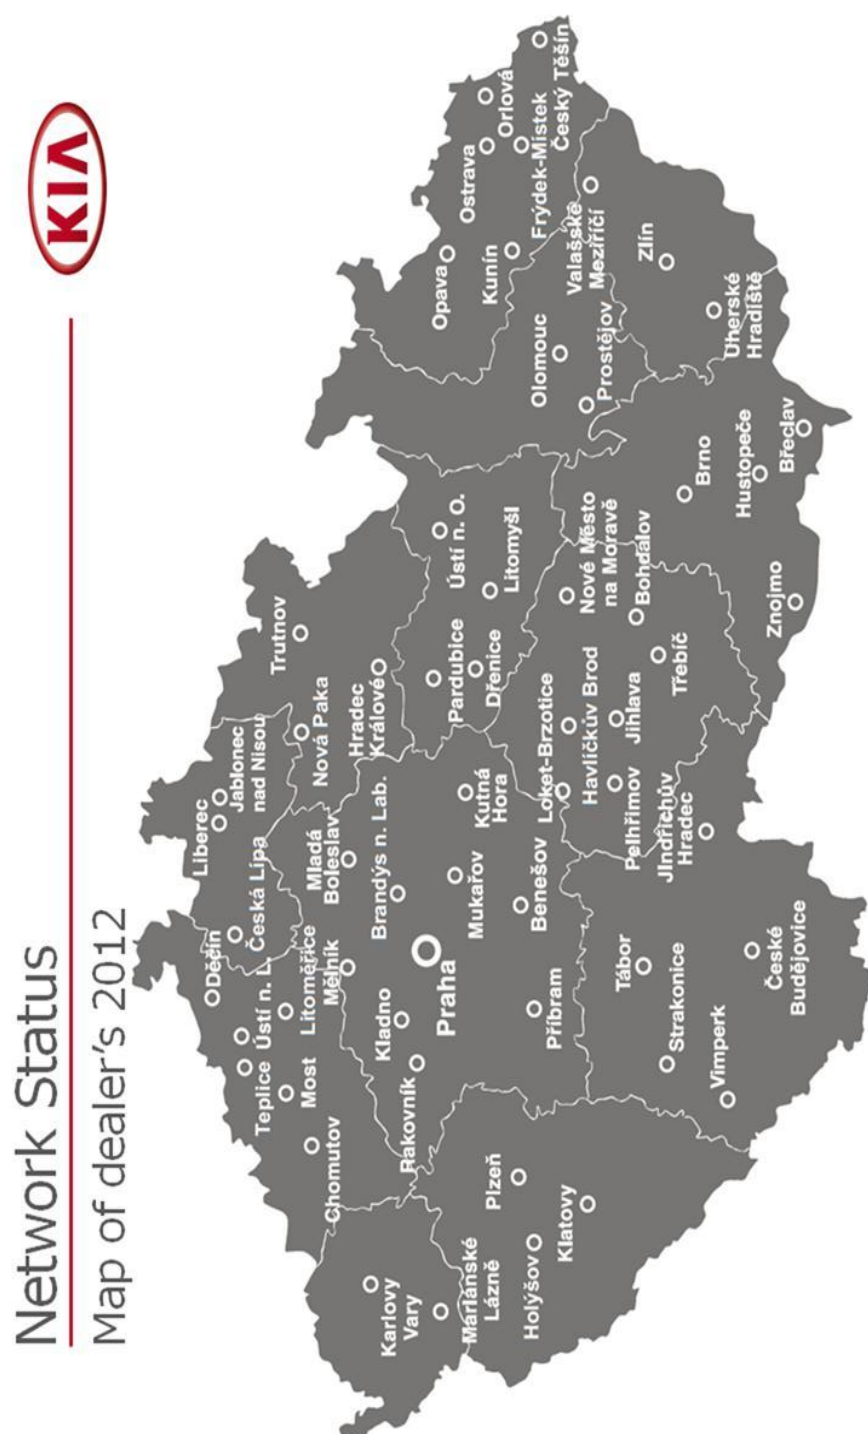 Network Status
Map of dealer's 2012
KIA
Děčín
Liberec
Jablonec
nad Nisou
Teplice
Ústí n. L.
Česká Lípa
Trutnov
Most
Litoměřice
Nová Paka
Chomutov
Mělník
Mladá
Boleslav
Hradec
Králové
Karlovy
Vary
Rakovník
Kladno
Brandýs n. Lab.
Praha
Mukařov
Kutná
Hora
Pardubice
Dřenice
Ústí n. O.
Litomyšl
Opava
Ostrava
Orlová
Kunín
Frýdek-Místek
Český Těšín
Mariánské
Lázně
Plzeň
Holýšov
Klatovy
Příbram
Benešov
Loket-Brzotice
Havlíčkův Brod
Nové Město
na Moravě
Olomouc
Prostějov
Valašské
Meziříčí
Pelhřimov
Jihlava
Bohdalov
Třebíč
Zlín
Tábor
Strakonice
Vimperk
Jindřichův
Hradec
České
Budějovice
Brno
Hustopeče
Znojmo
Břeclav
Uherské
Hradiště